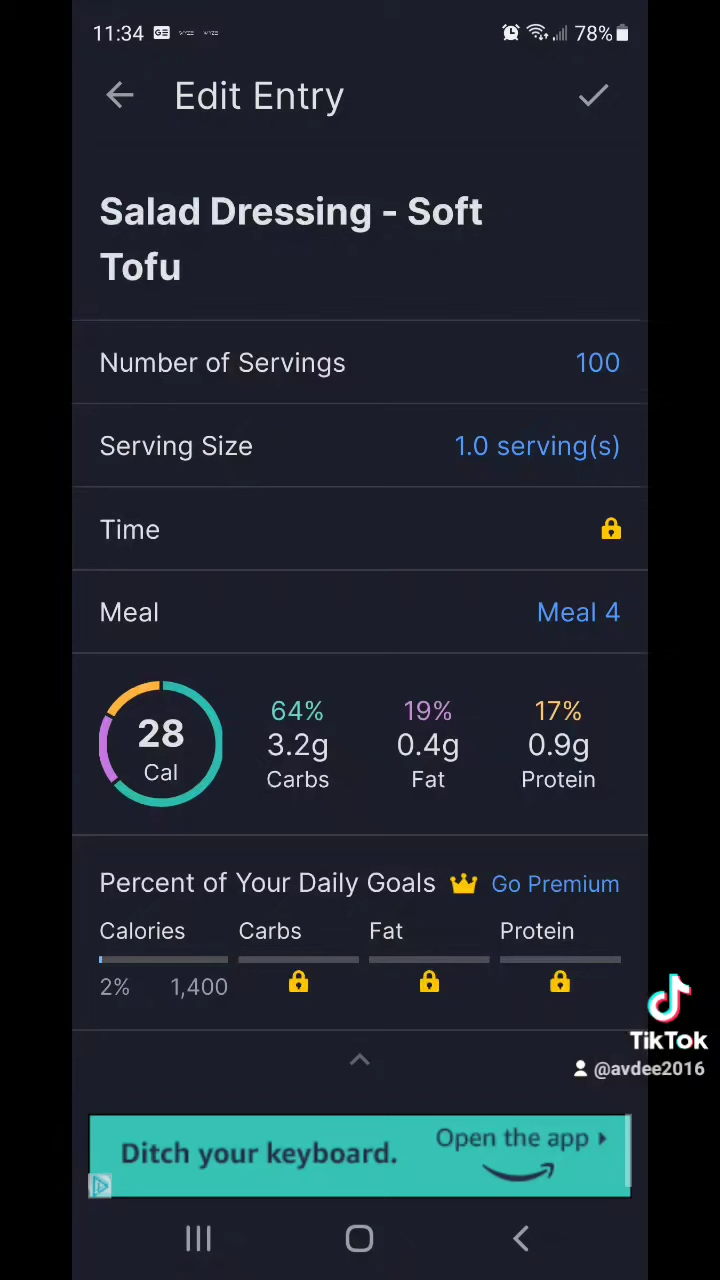 11:34 GE WYZE WYZE 78%
Edit Entry
Salad Dressing - Soft
Tofu
Number of Servings 100
Serving Size 1.0 serving(s)
Time
Meal Meal 4
64% 19% 17%
28 3.2g 0.4g 0.9g
Cal Carbs Fat Protein
Percent of Your Daily Goals Go Premium
Calories Carbs Fat Protein
2% 1,400
TikTok
@avdee2016
Ditch your keyboard. Open the app